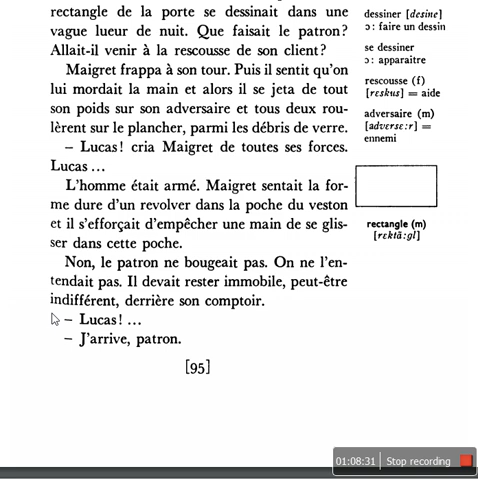 rectangle de la porte se dessinait dans une
vague lueur de nuit. Que faisait le patron?
Allait-il venir à la rescousse de son client?
Maigret frappa à son tour. Puis il sentit qu'on
lui mordait la main et alors il se jeta de tout
son poids sur son adversaire et tous deux rou-
lèrent sur le plancher, parmi les débris de verre.
– Lucas! cria Maigret de toutes ses forces.
Lucas ...
L'homme était armé. Maigret sentait la for-
me dure d'un revolver dans la poche du veston
et il s'efforçait d'empêcher une main de se glis-
ser dans cette poche.
Non, le patron ne bougeait pas. On ne l'en-
tendait pas. Il devait rester immobile, peut-être
indifférent, derrière son comptoir.
– Lucas! ...
– J'arrive, patron.
[95]
dessiner [desine]
ɔ: faire un dessin
se dessiner
ɔ: apparaitre
rescousse (f)
[rɛskus] = aide
adversaire (m)
[advɛrsɛ:r] =
ennemi
rectangle (m)
[rɛktã:gl]
01:08:31 Stop recording